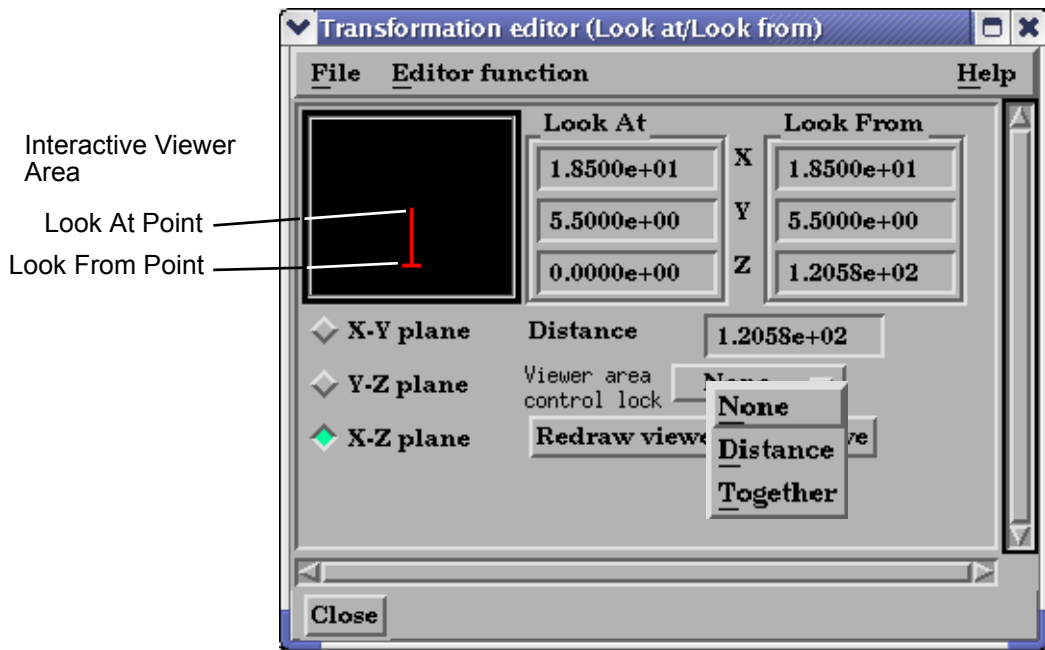 Transformation editor (Look at/Look from)
File Editor function Help
Interactive Viewer
Area
Look At Point
Look From Point
Look At Look From
1.8500e+01 X 1.8500e+01
5.5000e+00 Y 5.5000e+00
0.0000e+00 Z 1.2058e+02
X-Y plane Distance 1.2058e+02
Y-Z plane Viewer area
control lock
X-Z plane Redraw
None
Distance
Together
Close